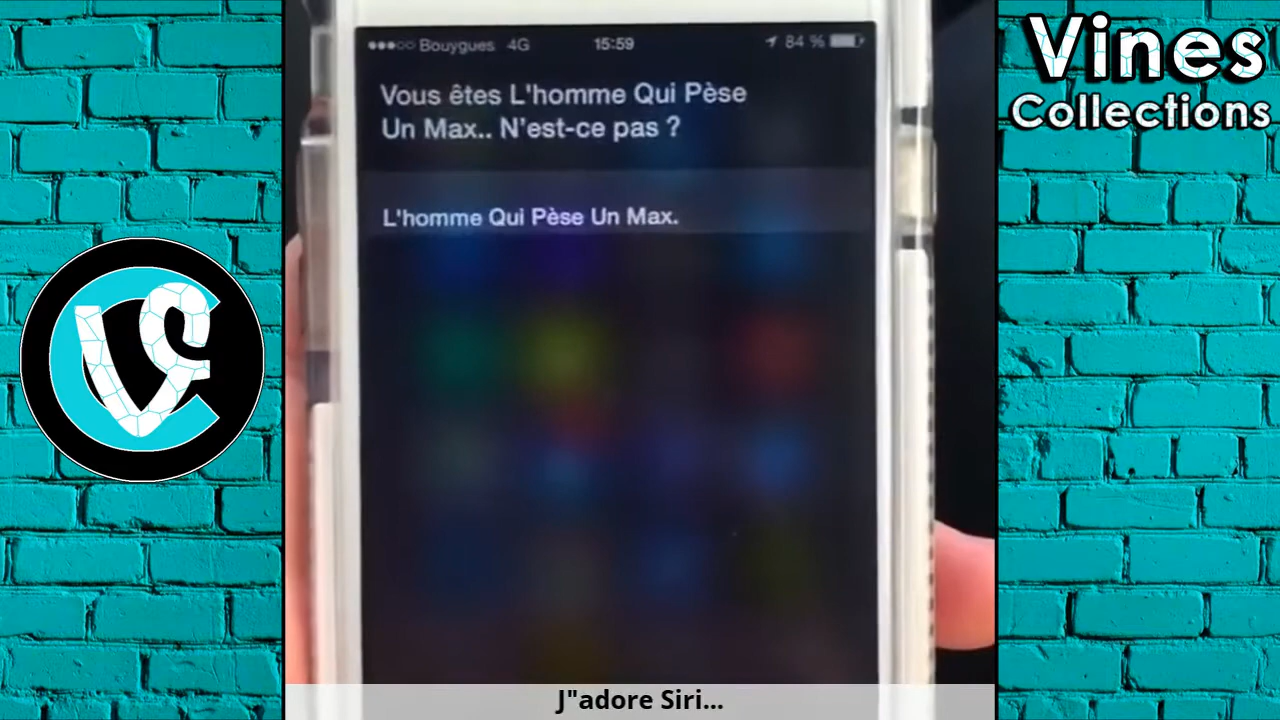 Vines
Collections
Bouygues 4G 15:59 84 %
Vous êtes L'homme Qui Pèse
Un Max.. N'est-ce pas ?
L'homme Qui Pèse Un Max.
J"adore Siri...